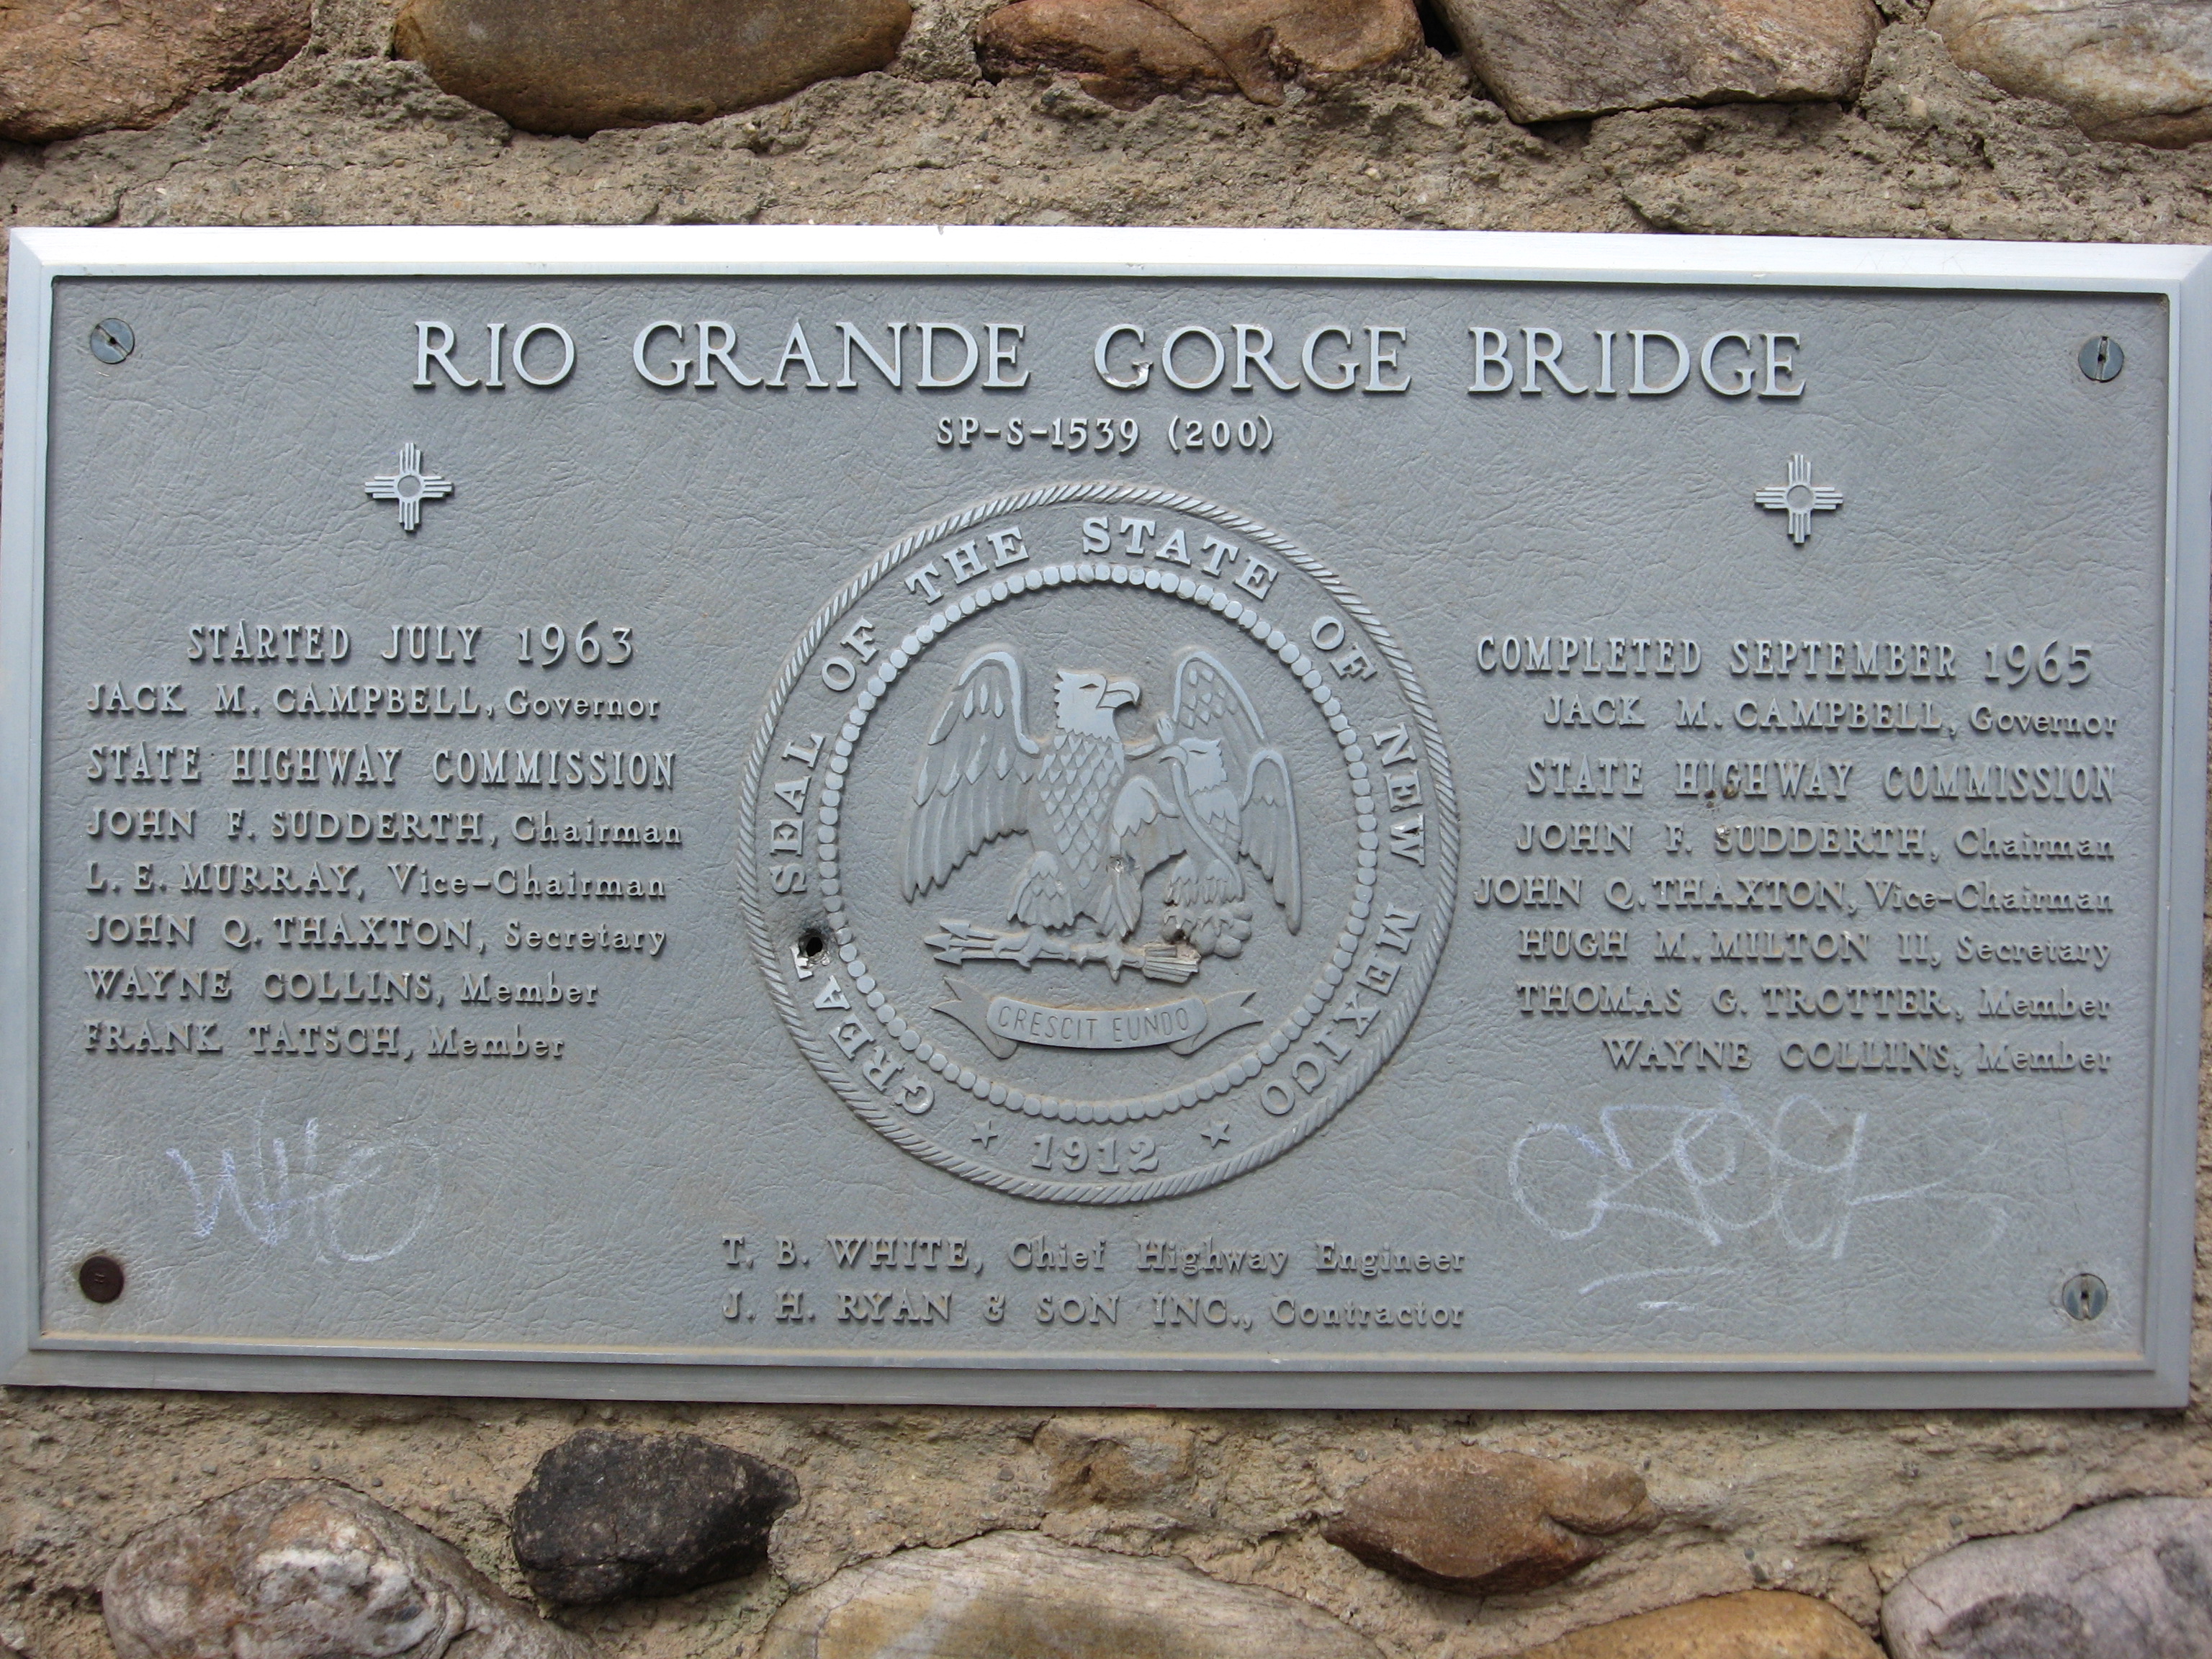 RIO GRANDE GORGE BRIDGE
SP-S-1539 (200)
STARTED JULY 1963
JACK M. CAMPBELL, Governor
STATE HIGHWAY COMMISSION
JOHN F. SUDDERTH, Chairman
L. E. MURRAY, Vice-Chairman
JOHN Q. THAXTON, Secretary
WAYNE COLLINS, Member
FRANK TATSCH, Member
GREAT SEAL OF THE STATE OF NEW MEXICO
CRESCIT EUNDO
1912
COMPLETED SEPTEMBER 1965
JACK M. CAMPBELL, Governor
STATE HIGHWAY COMMISSION
JOHN F. SUDDERTH, Chairman
JOHN Q. THAXTON, Vice-Chairman
HUGH M. MILTON II, Secretary
THOMAS G. TROTTER, Member
WAYNE COLLINS, Member
T. B. WHITE, Chief Highway Engineer
J. H. RYAN & SON INC., Contractor